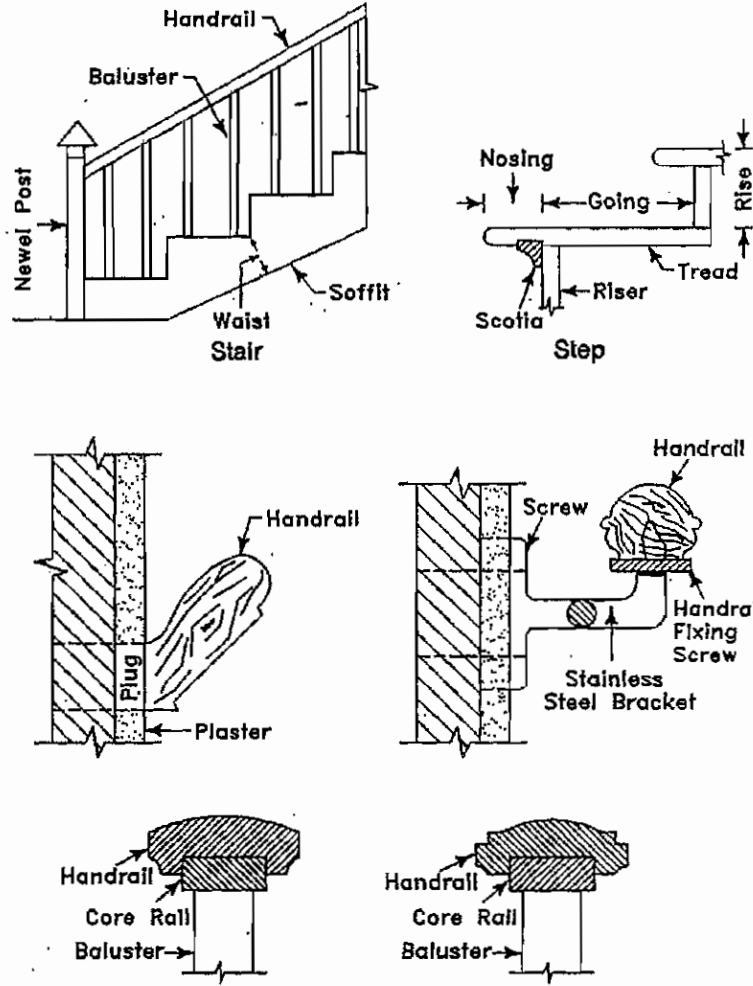 Handrail
Baluster
Newel Post
Waist
Soffit
Stair
Nosing
Going
Rise
Tread
Riser
Scotia
Step
Handrail
Plug
Plaster
Handrail
Screw
Handra
Fixing
Screw
Stainless
Steel Bracket
Handrail
Core Rail
Baluster
Handrail
Core Rail
Baluster